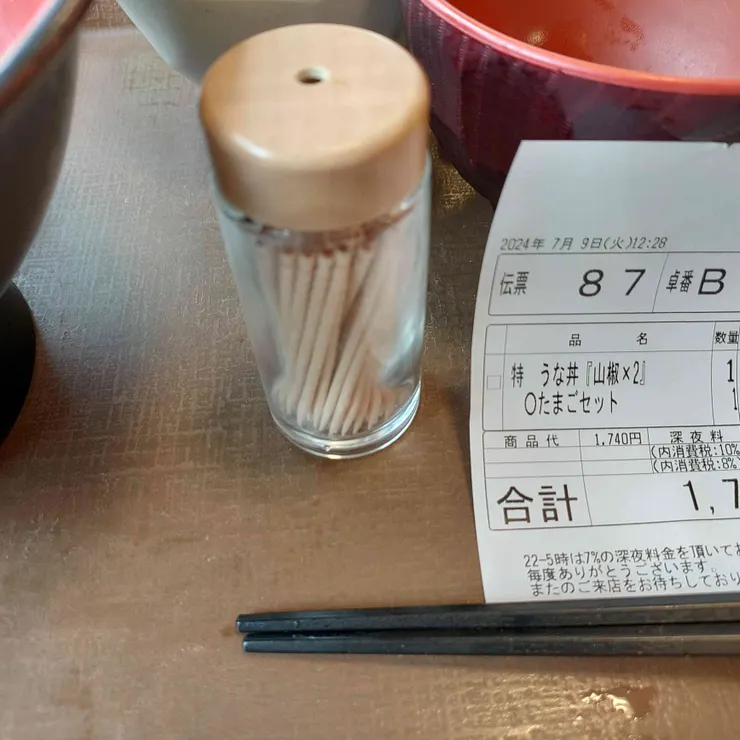 2024年 7月 9日(火)12:28
伝票 87 卓番 B
品 名 数量
特 うな丼『山椒×2』 1
〇たまごセット 1
商品代 1,740円 深夜料
(内消費税:10%
(内消費税:8%
合計 1,7
22-5時は7%の深夜料金を頂いてお
毎度ありがとうございます。
またのご来店をお待ちしており